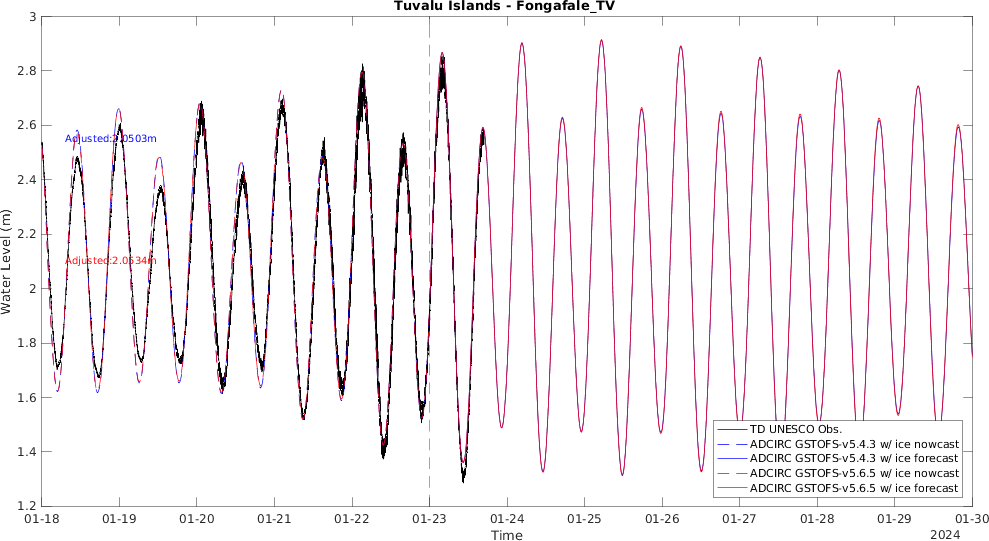 Tuvalu Islands - Fongafale_TV
3
2.8
2.6
2.4
2.2
2
1.8
1.6
1.4
1.2
Water Level (m)
Adjusted:2.0503m
Adjusted:2.0534m
TD UNESCO Obs.
ADCIRC GSTOFS-v5.4.3 w/ ice nowcast
ADCIRC GSTOFS-v5.4.3 w/ ice forecast
ADCIRC GSTOFS-v5.6.5 w/ ice nowcast
ADCIRC GSTOFS-v5.6.5 w/ ice forecast
01-18 01-19 01-20 01-21 01-22 01-23 01-24 01-25 01-26 01-27 01-28 01-29 01-30
Time
2024